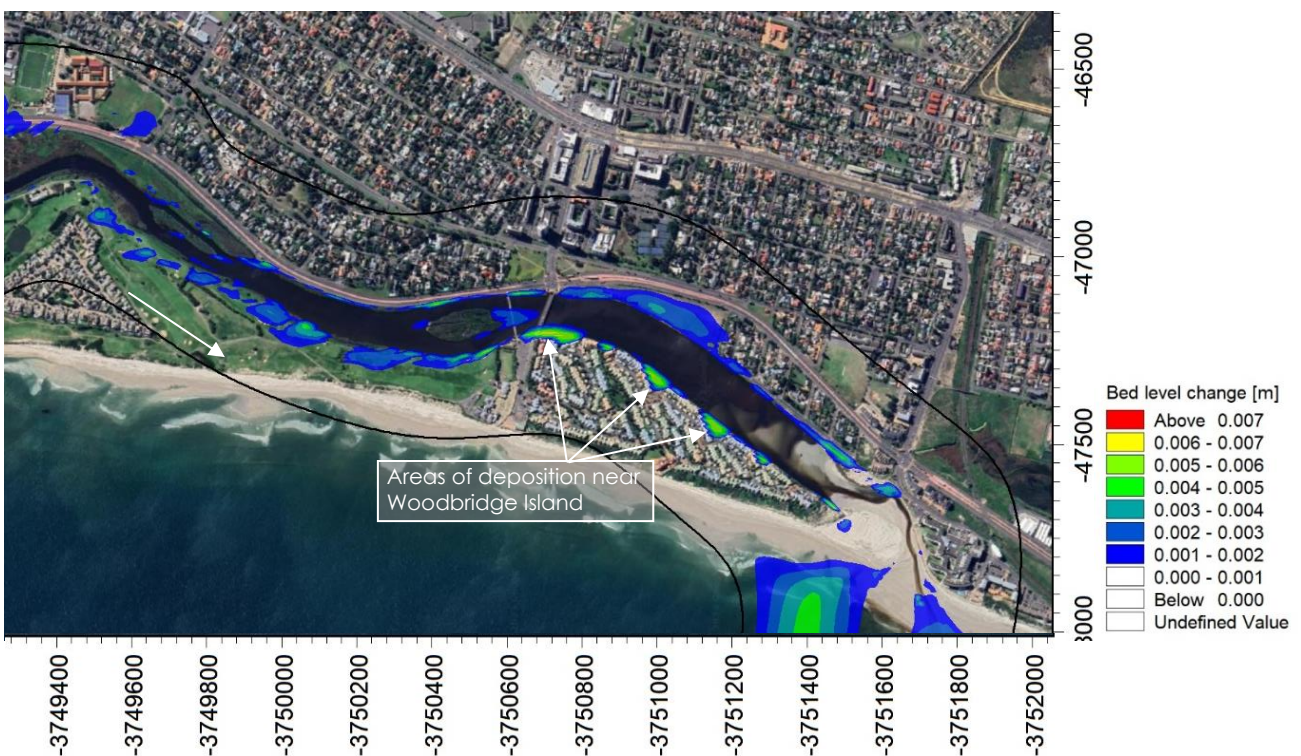 -46500
-47000
-47500
3000
Areas of deposition near
Woodbridge Island
Bed level change [m]
Above 0.007
0.006 - 0.007
0.005 - 0.006
0.004 - 0.005
0.003 - 0.004
0.002 - 0.003
0.001 - 0.002
0.000 - 0.001
Below 0.000
Undefined Value
-3749400
-3749600
-3749800
-3750000
-3750200
-3750400
-3750600
-3750800
-3751000
-3751200
-3751400
-3751600
-3751800
-3752000